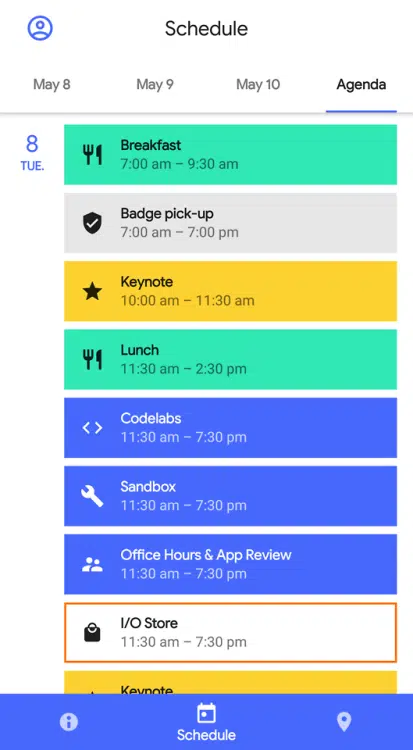 Schedule
May 8
May 9
May 10
Agenda
8
TUE.
Breakfast
7:00 am – 9:30 am
Badge pick-up
7:00 am – 7:00 pm
Keynote
10:00 am – 11:30 am
Lunch
11:30 am – 2:30 pm
Codelabs
11:30 am – 7:30 pm
Sandbox
11:30 am – 7:30 pm
Office Hours & App Review
11:30 am – 7:30 pm
I/O Store
11:30 am – 7:30 pm
Keynote
Schedule